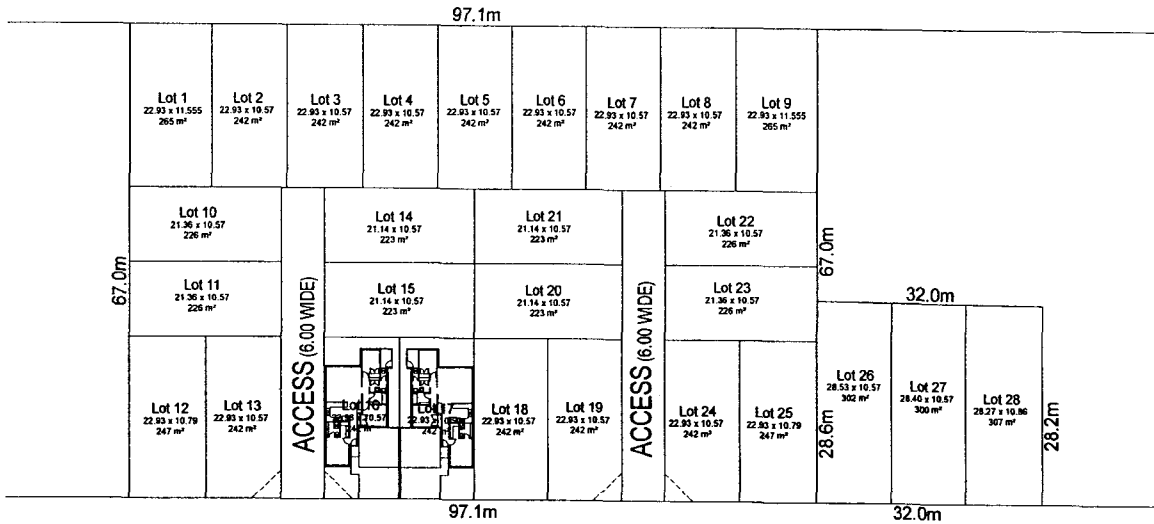 97.1m
Lot 1
22.93 x 11.555
265 m²
Lot 2
22.93 x 10.57
242 m²
Lot 3
22.93 x 10.57
242 m²
Lot 4
22.93 x 10.57
242 m²
Lot 5
22.93 x 10.57
242 m²
Lot 6
22.93 x 10.57
242 m²
Lot 7
22.93 x 10.57
242 m²
Lot 8
22.93 x 10.57
242 m²
Lot 9
22.93 x 11.555
265 m²
Lot 10
21.36 x 10.57
226 m²
Lot 14
21.14 x 10.57
223 m²
Lot 21
21.14 x 10.57
223 m²
Lot 22
21.36 x 10.57
226 m²
67.0m
67.0m
Lot 11
21.36 x 10.57
226 m²
Lot 15
21.14 x 10.57
223 m²
Lot 20
21.14 x 10.57
223 m²
Lot 23
21.36 x 10.57
226 m²
32.0m
ACCESS (6.00 WIDE)
ACCESS (6.00 WIDE)
Lot 12
22.93 x 10.79
247 m²
Lot 13
22.93 x 10.57
242 m²
Lot 16
22.93 x 10.57
242 m²
Lot 17
22.93 x 10.57
242 m²
Lot 18
22.93 x 10.57
242 m²
Lot 19
22.93 x 10.57
242 m²
Lot 24
22.93 x 10.57
242 m²
Lot 25
22.93 x 10.79
247 m²
28.6m
Lot 26
28.53 x 10.57
302 m²
Lot 27
28.40 x 10.57
300 m²
Lot 28
28.27 x 10.86
307 m²
28.2m
97.1m
32.0m